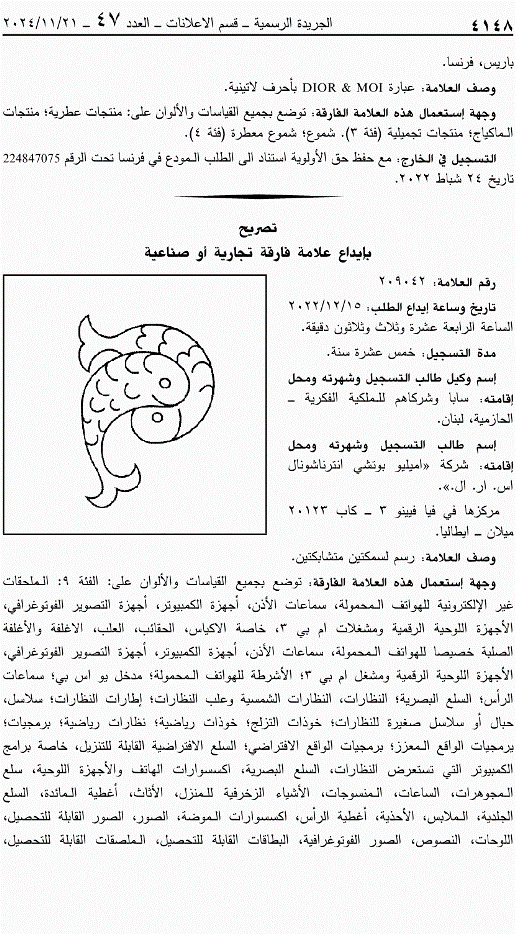 ٤١٤٨ الجريدة الرسمية – قسم الاعلانات – العدد ٤٧ – ٢٠٢٤/١١/٢١
باريس، فرنسا.
وصف العلامة: عبارة DIOR & MOI بأحرف لاتينية.
وجهة إستعمال هذه العلامة الفارقة: توضع بجميع القياسات والألوان على: منتجات عطرية؛ منتجات
الماكياج؛ منتجات تجميلية (فئة ٣). شموع؛ شموع معطرة (فئة ٤).
التسجيل في الخارج: مع حفظ حق الأولوية استناد الى الطلب المودع في فرنسا تحت الرقم 224847075
تاريخ ٢٤ شباط ٢٠٢٢.
تصريح
بإيداع علامة فارقة تجارية أو صناعية
رقم العلامة: ٢٠٩٠٤٢
تاريخ وساعة إيداع الطلب: ٢٠٢٢/١٢/١٥
الساعة الرابعة عشرة وثلاث وثلاثون دقيقة.
مدة التسجيل: خمس عشرة سنة.
إسم وكيل طالب التسجيل وشهرته ومحل
إقامته: سابا وشركاهم للملكية الفكرية –
الحازمية، لبنان.
إسم طالب التسجيل وشهرته ومحل
إقامته: شركة «اميليو بوتشي انترناشونال
اس. ار. ال.».
مركزها في فيا فيينو ٣ – كاب ٢٠١٢٣
ميلان – ايطاليا.
وصف العلامة: رسم لسمكتين متشابكتين.
وجهة إستعمال هذه العلامة الفارقة: توضع بجميع القياسات والألوان على: الفئة ٩: الملحقات
غير الإلكترونية للهواتف المحمولة، سماعات الأذن، أجهزة الكمبيوتر، أجهزة التصوير الفوتوغرافي،
الأجهزة اللوحية الرقمية ومشغلات ام بي ٣، خاصة الاكياس، الحقائب، العلب، الاغلفة والأغلفة
الصلبة خصيصا للهواتف المحمولة، سماعات الأذن، أجهزة الكمبيوتر، أجهزة التصوير الفوتوغرافي،
الأجهزة اللوحية الرقمية ومشغل ام بي ٣؛ الأشرطة للهواتف المحمولة؛ مدخل يو اس بي؛ سماعات
الرأس؛ السلع البصرية؛ النظارات، النظارات الشمسية وعلب النظارات؛ إطارات النظارات؛ سلاسل،
حبال أو سلاسل صغيرة للنظارات؛ خوذات التزلج؛ خوذات رياضية؛ نظارات رياضية؛ برمجيات؛
برمجيات الواقع المعزز؛ برمجيات الواقع الافتراضي؛ السلع الافتراضية القابلة للتنزيل، خاصة برامج
الكمبيوتر التي تستعرض النظارات، السلع البصرية، اكسسوارات الهاتف والأجهزة اللوحية، سلع
المجوهرات، الساعات، المنسوجات، الأشياء الزخرفية للمنزل، الأثاث، أغطية المائدة، السلع
الجلدية، الملابس، الأحذية، أغطية الرأس، اكسسوارات الموضة، الصور، الصور القابلة للتحصيل،
اللوحات، النصوص، الصور الفوتوغرافية، البطاقات القابلة للتحصيل، الملصقات القابلة للتحصيل،